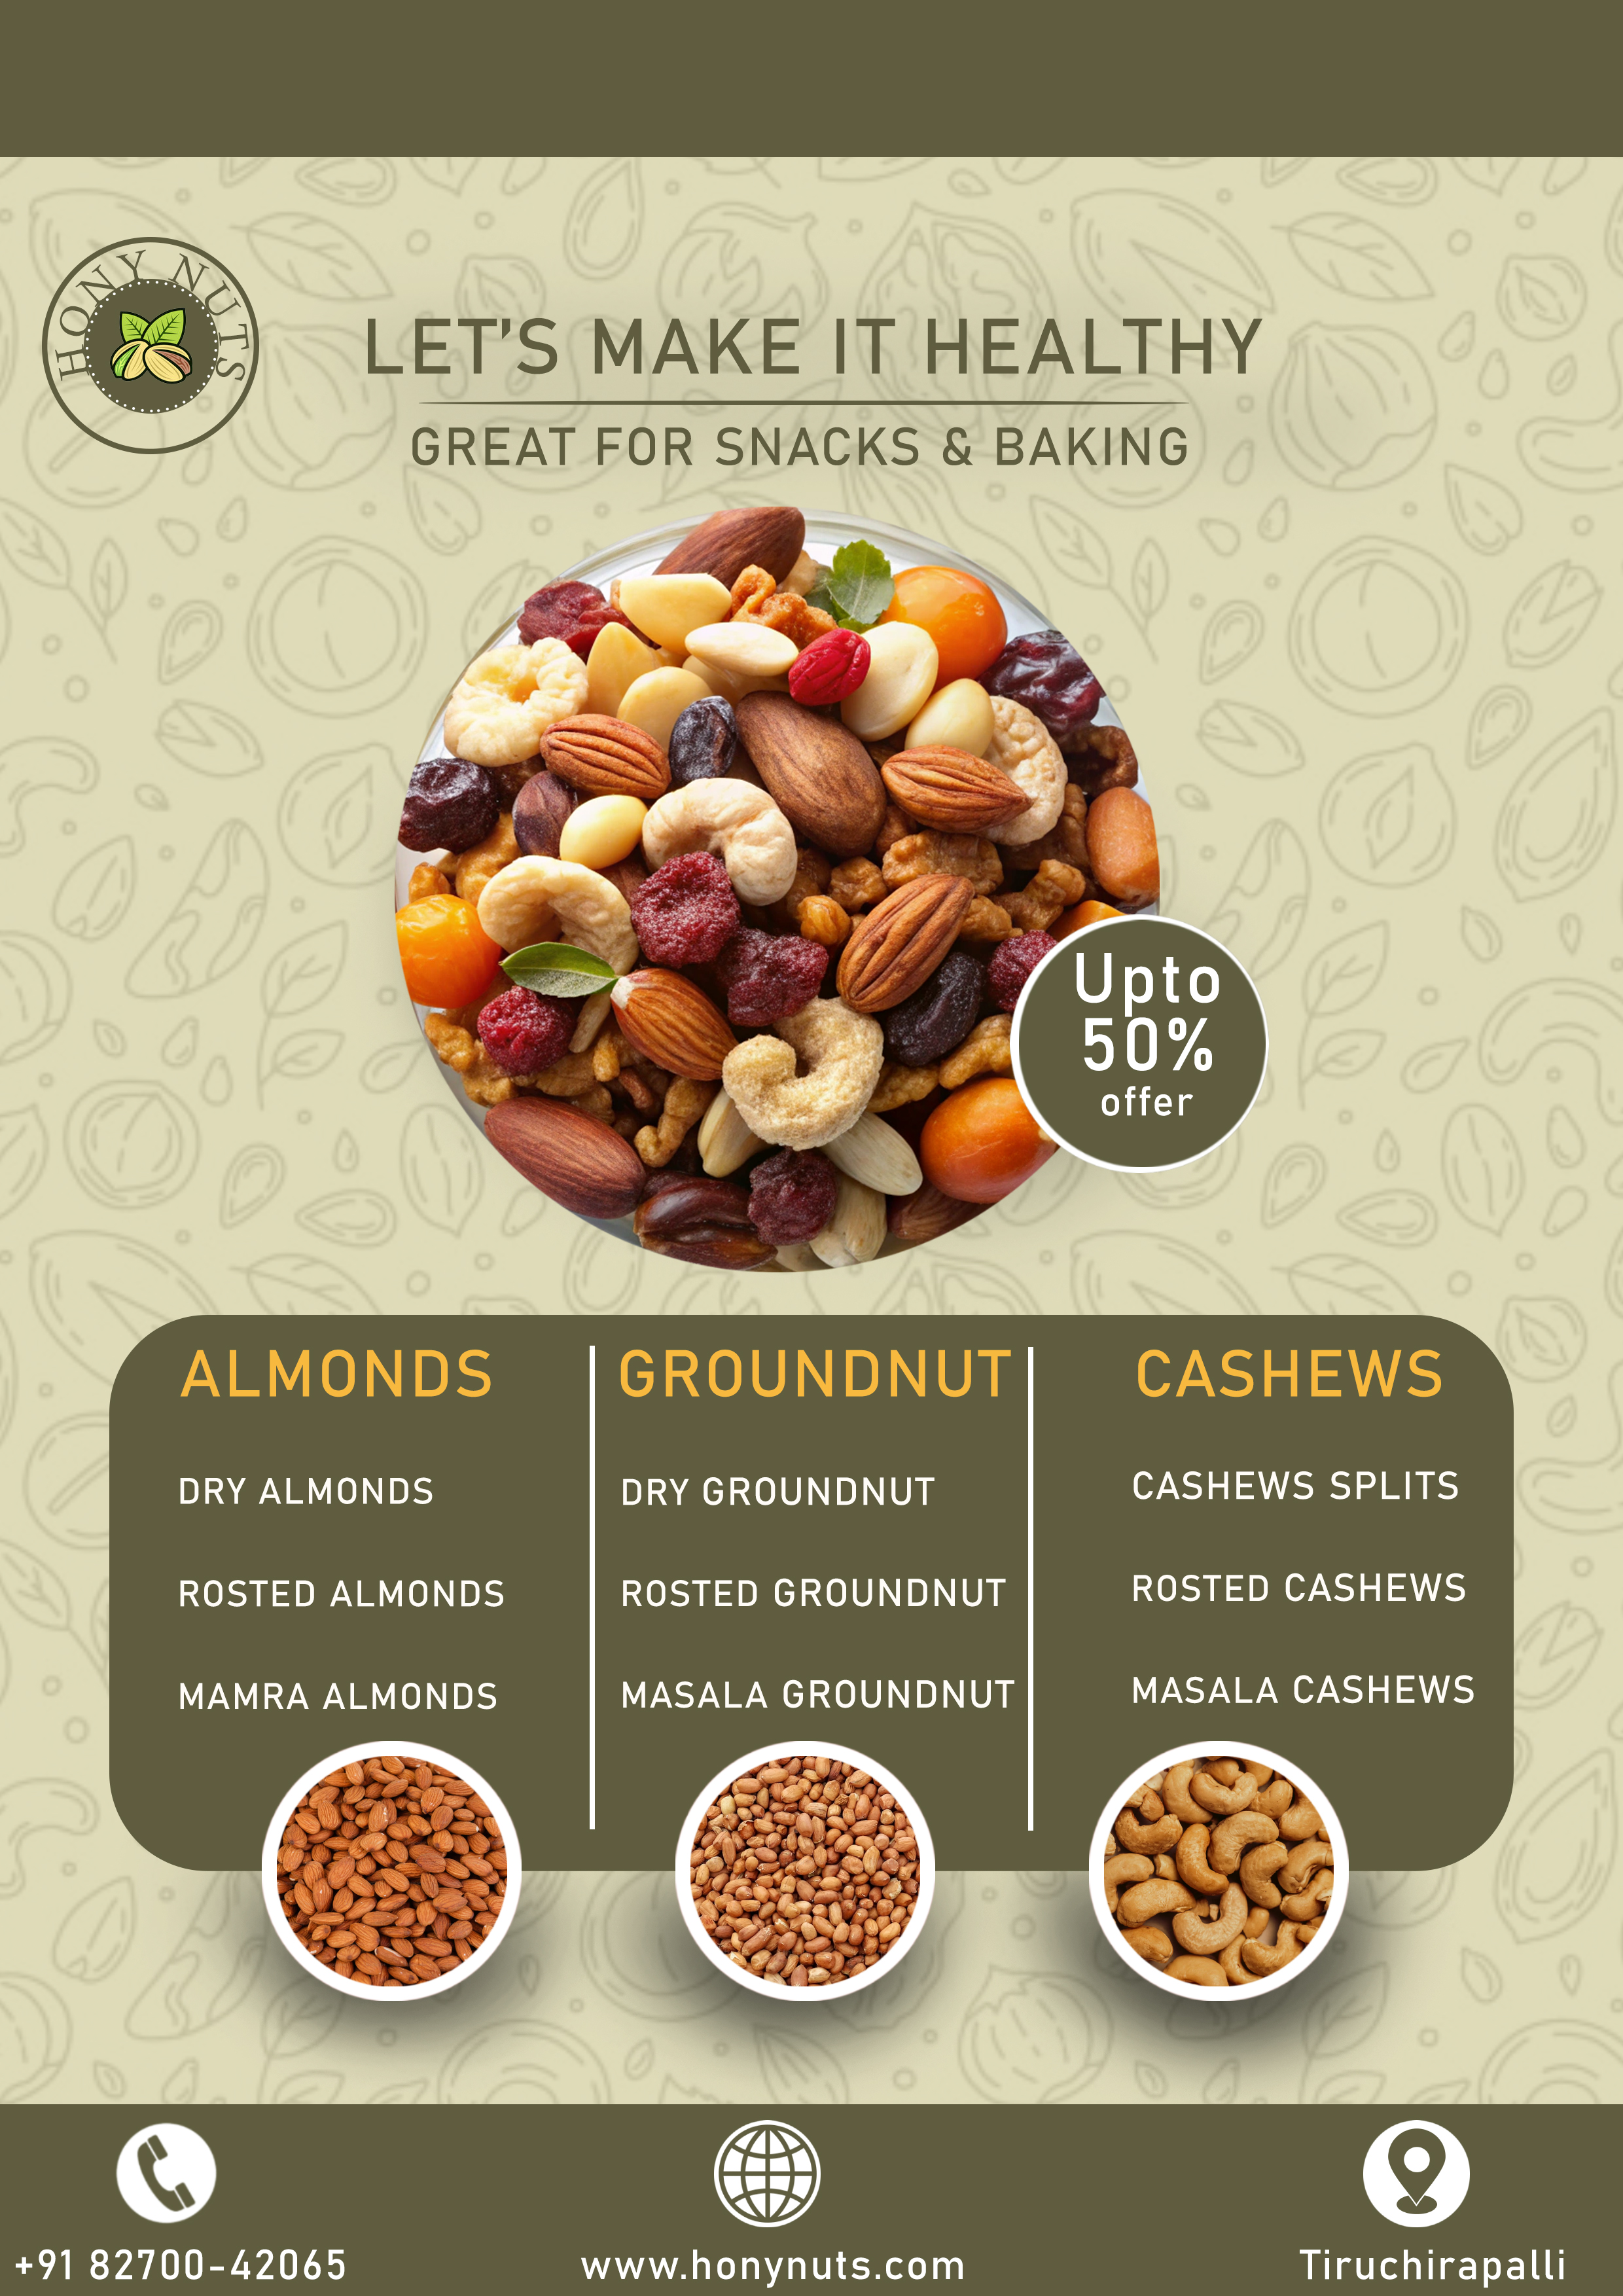 HONY NUTS
LET'S MAKE IT HEALTHY
GREAT FOR SNACKS & BAKING
Upto
50%
offer
ALMONDS
DRY ALMONDS
ROSTED ALMONDS
MAMRA ALMONDS
GROUNDNUT
DRY GROUNDNUT
ROSTED GROUNDNUT
MASALA GROUNDNUT
CASHEWS
CASHEWS SPLITS
ROSTED CASHEWS
MASALA CASHEWS
+91 82700-42065
www.honynuts.com
Tiruchirapalli